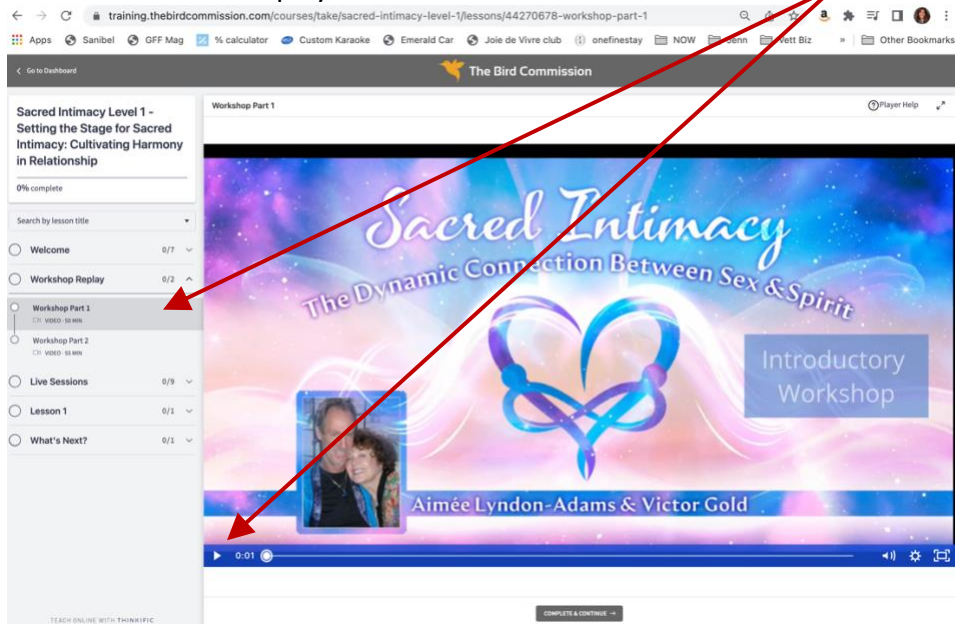 training.thebirdcommission.com/courses/take/sacred-intimacy-level-1/lessons/44270678-workshop-part-1
Apps Sanibel GFF Mag % calculator Custom Karaoke Emerald Car Joie de Vivre club onefinestay NOW Jenn Vett Biz » Other Bookmarks
Go to Dashboard
The Bird Commission
Sacred Intimacy Level 1 -
Setting the Stage for Sacred
Intimacy: Cultivating Harmony
in Relationship
0% complete
Search by lesson title
Welcome 0/7
Workshop Replay 0/2
Workshop Part 1
VIDEO · 53 MIN
Workshop Part 2
VIDEO · 53 MIN
Live Sessions 0/9
Lesson 1 0/1
What's Next? 0/1
TEACH ONLINE WITH THINKIFIC
Workshop Part 1
Player Help
Sacred Intimacy
The Dynamic Connection Between Sex & Spirit
Introductory
Workshop
Aimée Lyndon-Adams & Victor Gold
0:01
COMPLETE & CONTINUE →